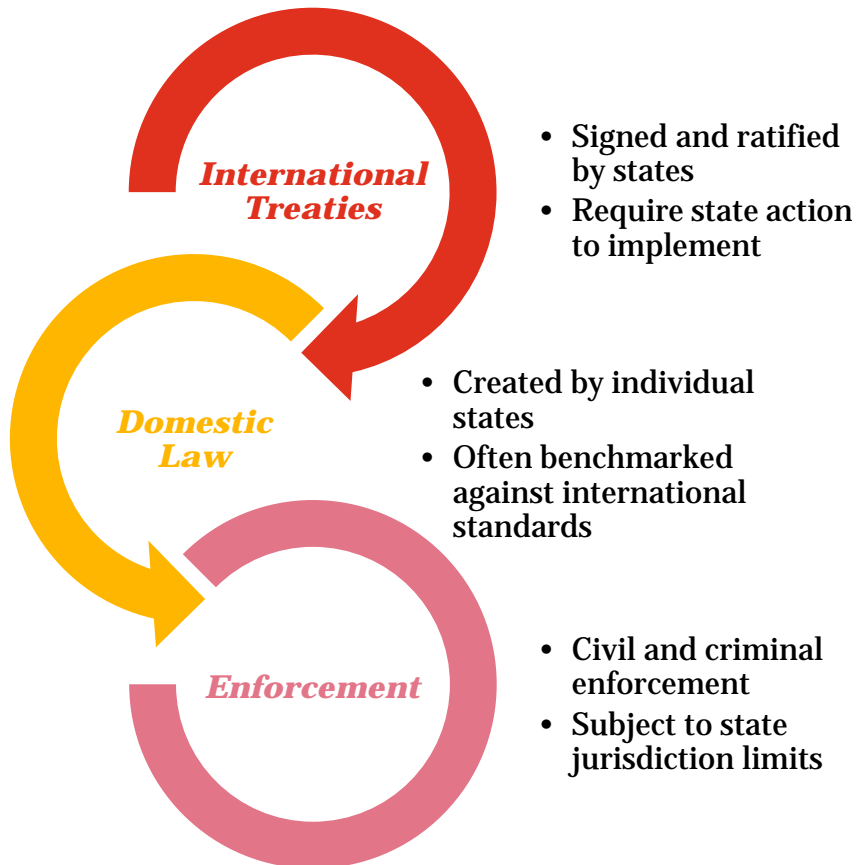 International
Treaties
• Signed and ratified
by states
• Require state action
to implement
Domestic
Law
• Created by individual
states
• Often benchmarked
against international
standards
Enforcement
• Civil and criminal
enforcement
• Subject to state
jurisdiction limits